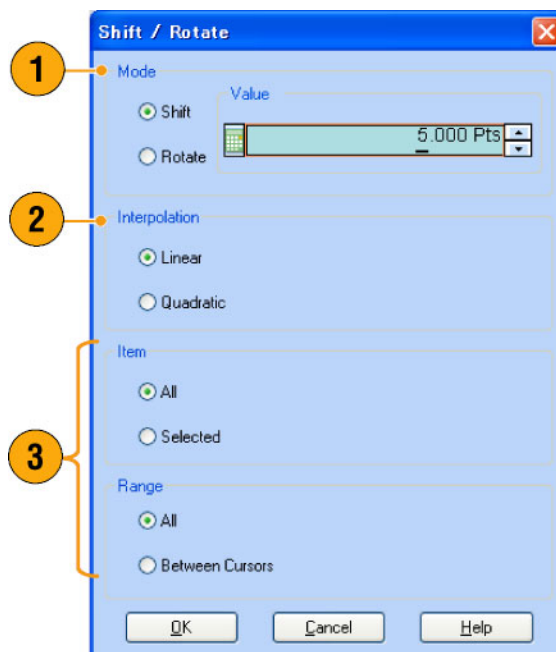 Shift / Rotate
1
Mode
Value
Shift
5.000 Pts
Rotate
2
Interpolation
Linear
Quadratic
3
Item
All
Selected
Range
All
Between Cursors
OK
Cancel
Help